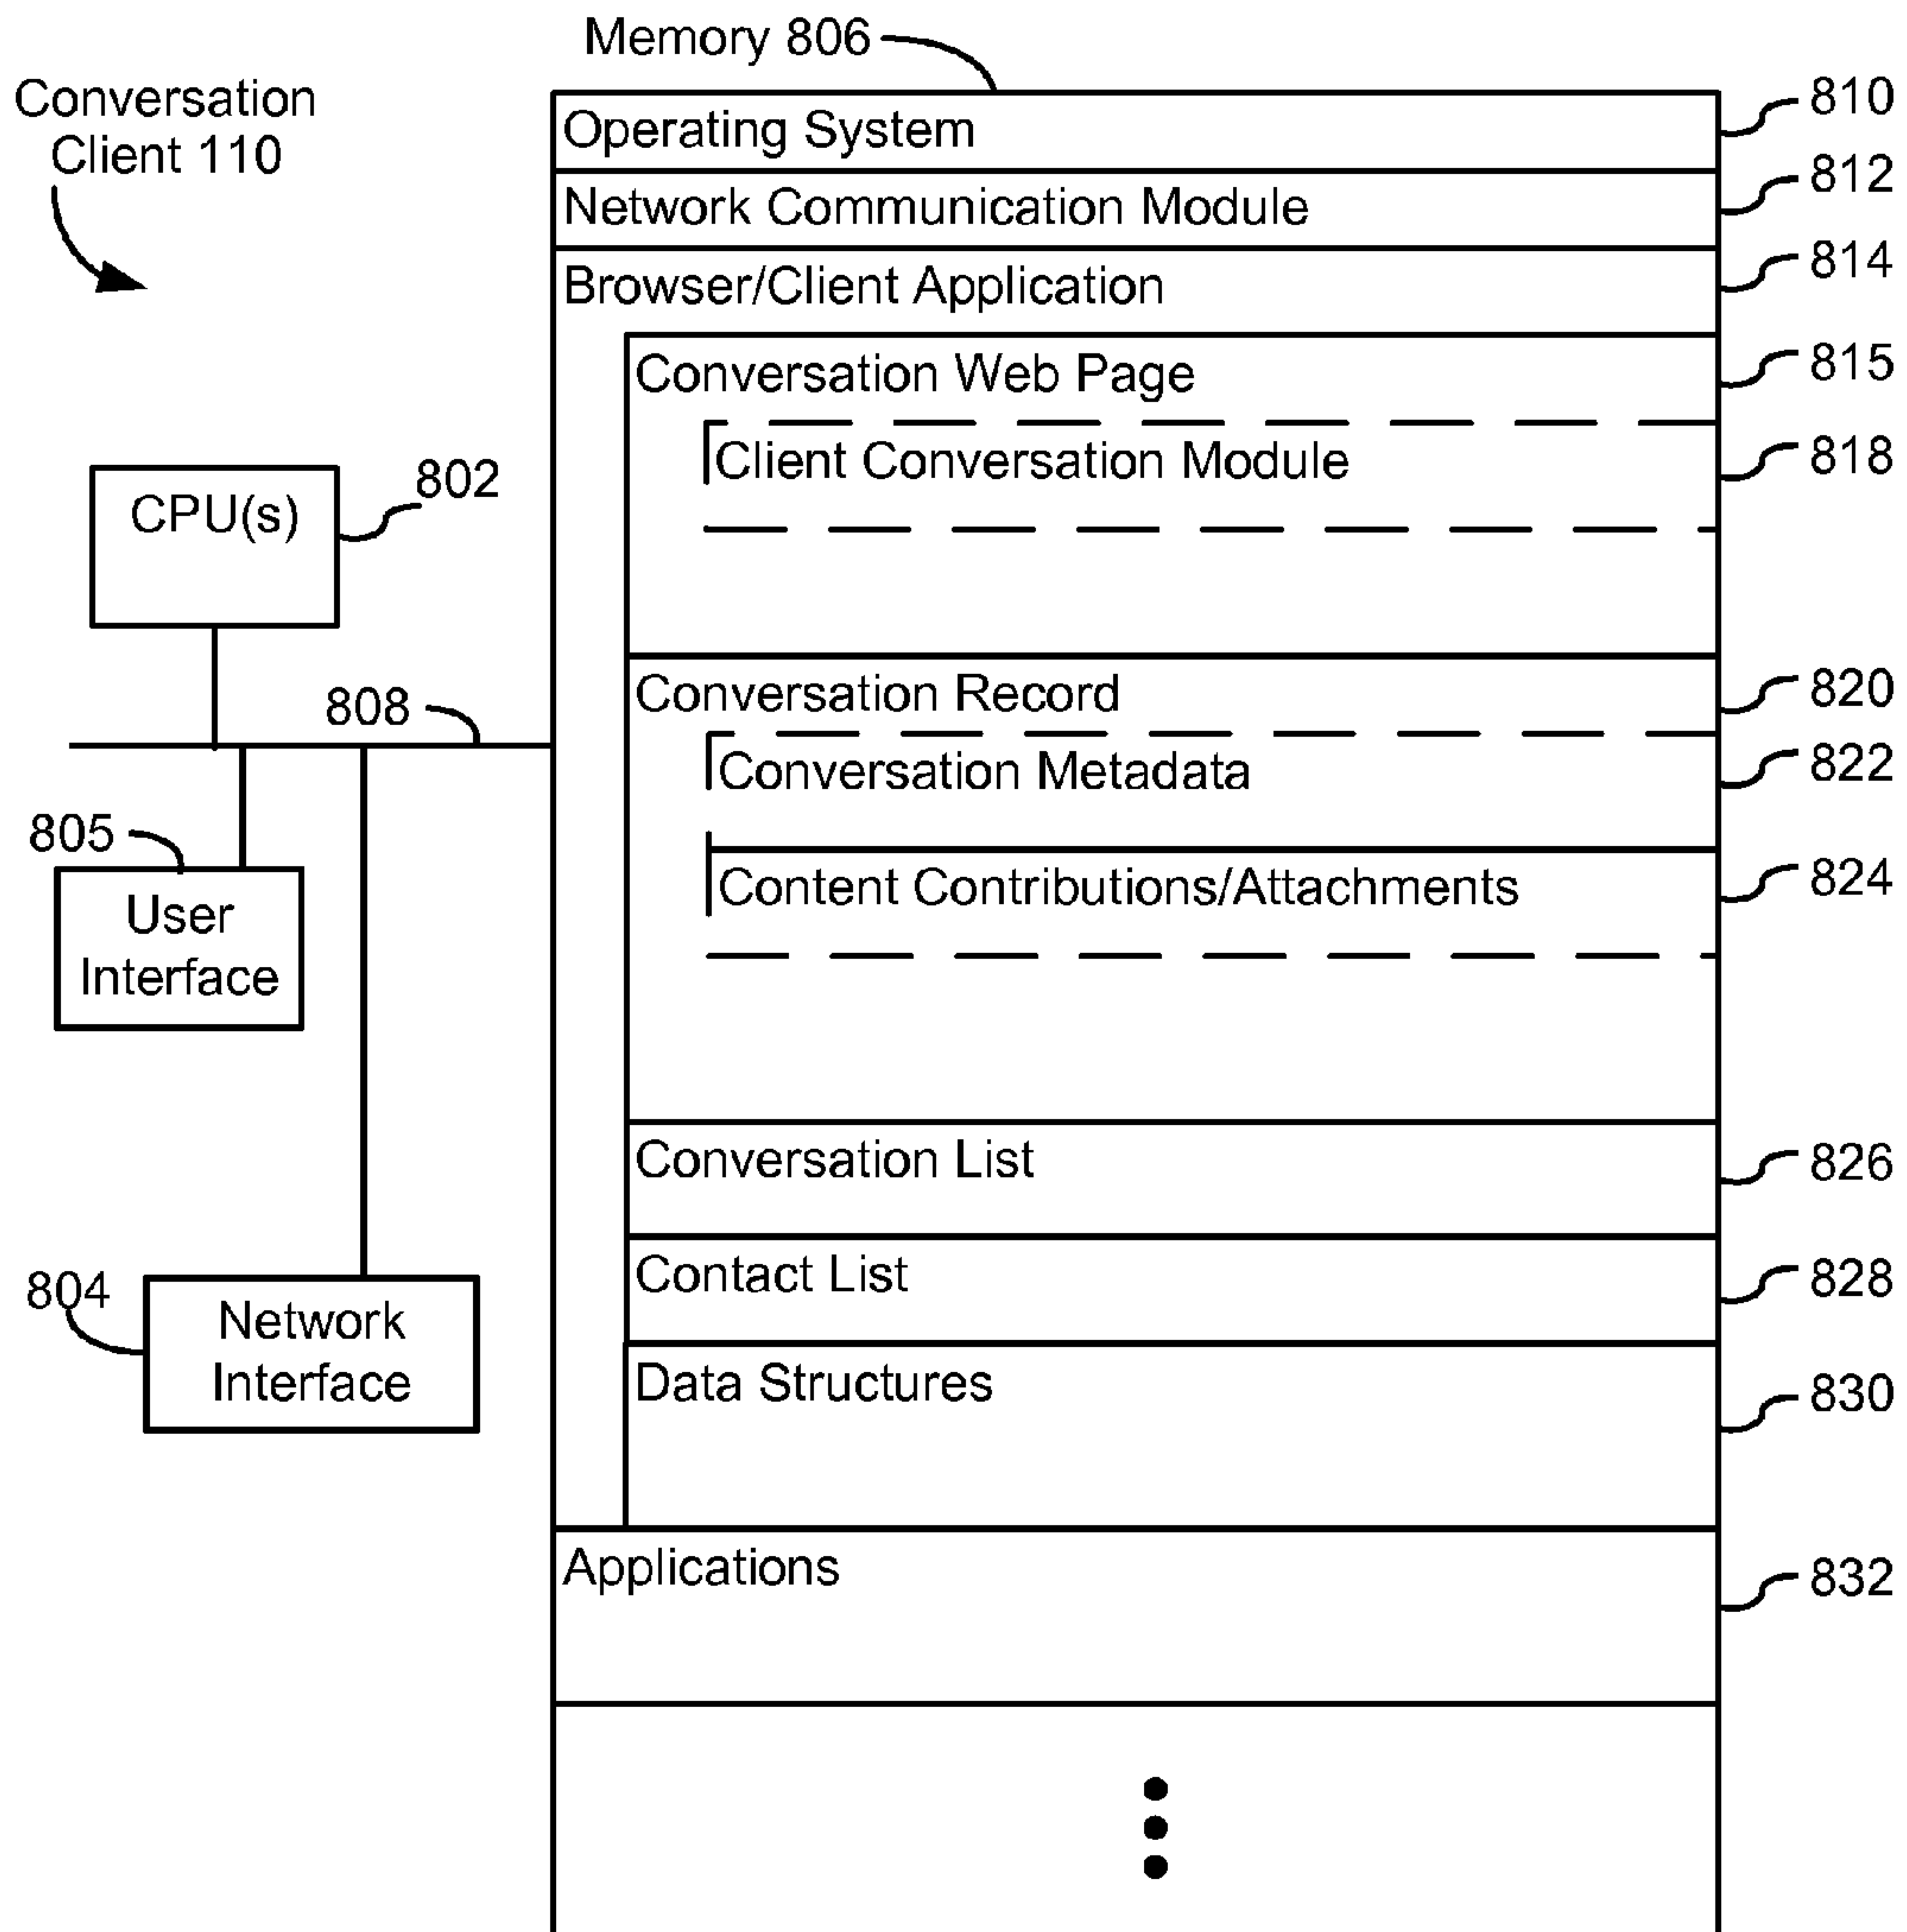 Memory 806
Conversation
Client 110
Operating System
810
Network Communication Module
812
Browser/Client Application
814
Conversation Web Page
815
Client Conversation Module
818
CPU(s)
802
808
Conversation Record
820
Conversation Metadata
822
805
User
Interface
Content Contributions/Attachments
824
Conversation List
826
Contact List
828
804
Network
Interface
Data Structures
830
Applications
832